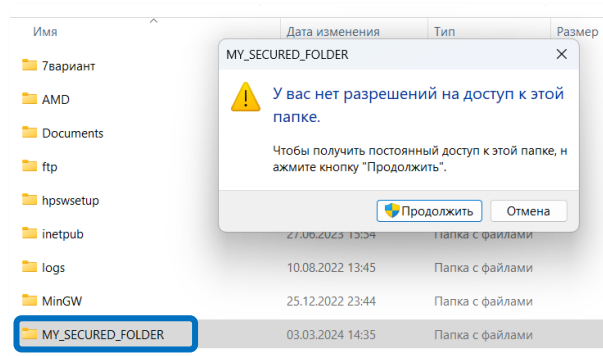 Имя Дата изменения Тип Размер
MY_SECURED_FOLDER
7вариант
У вас нет разрешений на доступ к этой
папке.
AMD
Documents
Чтобы получить постоянный доступ к этой папке, н
ажмите кнопку "Продолжить".
ftp
hpswsetup
Продолжить Отмена
inetpub 27.06.2023 15:54 Папка с файлами
logs 10.08.2022 13:45 Папка с файлами
MinGW 25.12.2022 23:44 Папка с файлами
MY_SECURED_FOLDER 03.03.2024 14:35 Папка с файлами